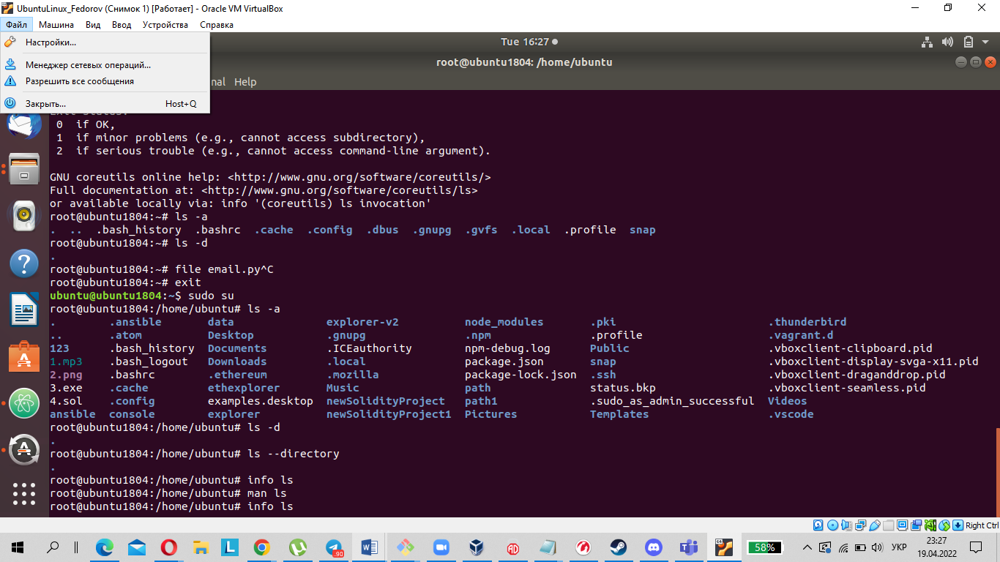 UbuntuLinux_Fedorov (Снимок 1) [Работает] - Oracle VM VirtualBox
Файл Машина Вид Ввод Устройства Справка
Настройки...
Менеджер сетевых операций...
Разрешить все сообщения
Закрыть... Host+Q
Tue 16:27
root@ubuntu1804: /home/ubuntu
nal Help
0 if OK,
1 if minor problems (e.g., cannot access subdirectory),
2 if serious trouble (e.g., cannot access command-line argument).
GNU coreutils online help: <http://www.gnu.org/software/coreutils/>
Full documentation at: <http://www.gnu.org/software/coreutils/ls>
or available locally via: info '(coreutils) ls invocation'
root@ubuntu1804:~# ls -a
. .. .bash_history .bashrc .cache .config .dbus .gnupg .gvfs .local .profile snap
root@ubuntu1804:~# ls -d
.
root@ubuntu1804:~# file email.py^C
root@ubuntu1804:~# exit
ubuntu@ubuntu1804:~$ sudo su
root@ubuntu1804:/home/ubuntu# ls -a
. .ansible data explorer-v2 node_modules .pki .thunderbird
.. .atom Desktop .gnupg .npm .profile .vagrant.d
123 .bash_history Documents .ICEauthority npm-debug.log Public .vboxclient-clipboard.pid
1.mp3 .bash_logout Downloads .local package.json snap .vboxclient-display-svga-x11.pid
2.png .bashrc .ethereum .mozilla package-lock.json .ssh .vboxclient-draganddrop.pid
3.exe .cache ethexplorer Music path status.bkp .vboxclient-seamless.pid
4.sol .config examples.desktop newSolidityProject path1 .sudo_as_admin_successful Videos
ansible console explorer newSolidityProject1 Pictures Templates .vscode
root@ubuntu1804:/home/ubuntu# ls -d
.
root@ubuntu1804:/home/ubuntu# ls --directory
.
root@ubuntu1804:/home/ubuntu# info ls
root@ubuntu1804:/home/ubuntu# man ls
root@ubuntu1804:/home/ubuntu# info ls
Right Ctrl
58% УКР 23:27
19.04.2022